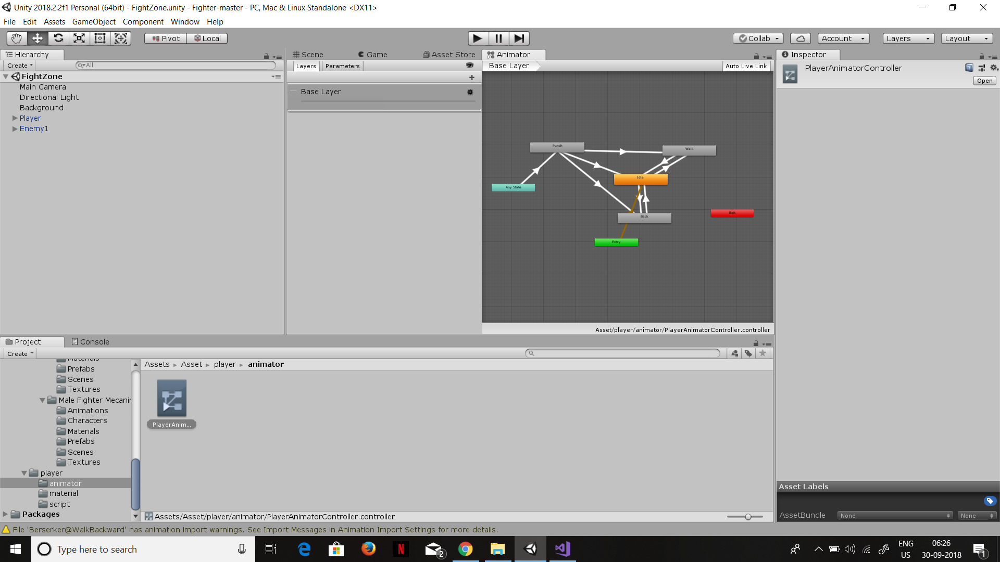 Unity 2018.2.2f1 Personal (64bit) - FightZone.unity - Fighter-master - PC, Mac & Linux Standalone <DX11>
File Edit Assets GameObject Component Window Help
Pivot Local Collab Account Layers Layout
Hierarchy
Create All
FightZone
Main Camera
Directional Light
Background
Player
Enemy1
Scene Game Asset Store Animator
Layers Parameters Base Layer Auto Live Link
Base Layer
Punch
Walk
Idle
Any State
Back
Exit
Entry
Asset/player/animator/PlayerAnimatorController.controller
Inspector
PlayerAnimatorController
Open
Project Console
Create
Materials
Prefabs
Scenes
Textures
Male Fighter Mecani
Animations
Characters
Materials
Prefabs
Scenes
Textures
player
animator
material
script
Packages
Assets Asset player animator
PlayerAnim...
Assets/Asset/player/animator/PlayerAnimatorController.controller
Asset Labels
AssetBundle None None
File 'Berserker@WalkBackward' has animation import warnings. See Import Messages in Animation Import Settings for more details.
Type here to search
2
ENG
US
06:26
30-09-2018
1